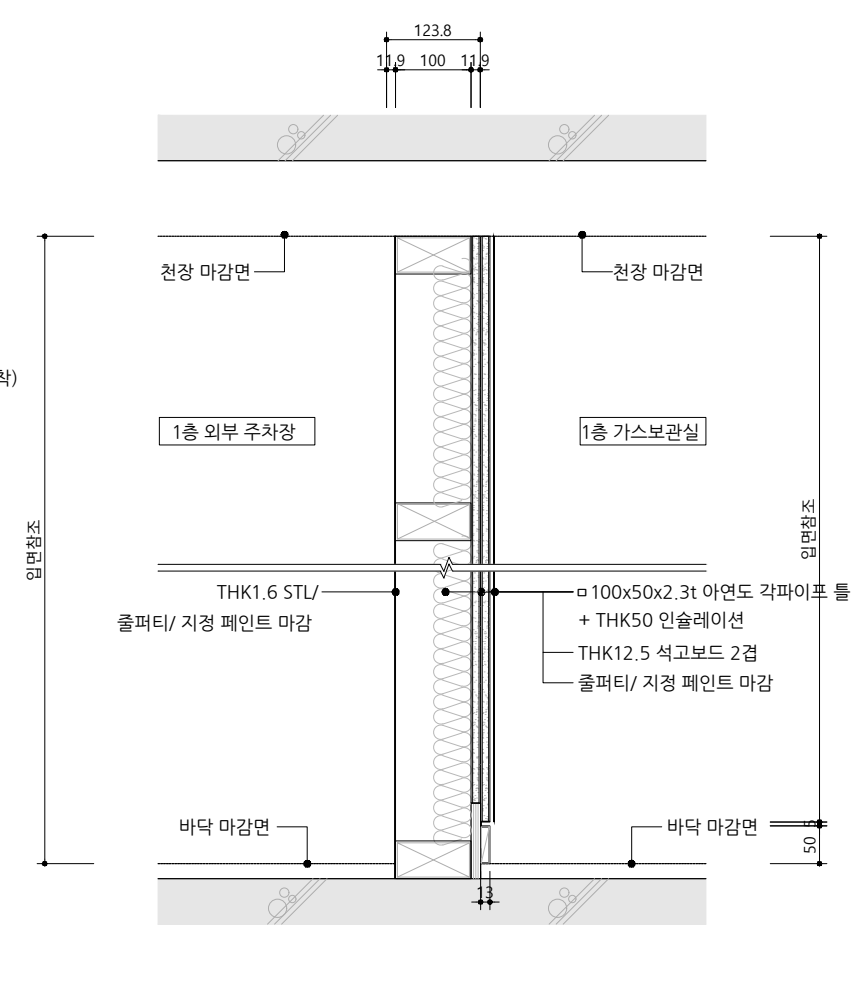 123.8
11.9 100 11.9
천장 마감면
천장 마감면
착)
1층 외부 주차장
1층 가스보관실
입면참조
입면참조
THK1.6 STL/
줄퍼티/ 지정 페인트 마감
100x50x2.3t 아연도 각파이프 틀
+ THK50 인슐레이션
THK12.5 석고보드 2겹
줄퍼티/ 지정 페인트 마감
바닥 마감면
바닥 마감면
5
50
13